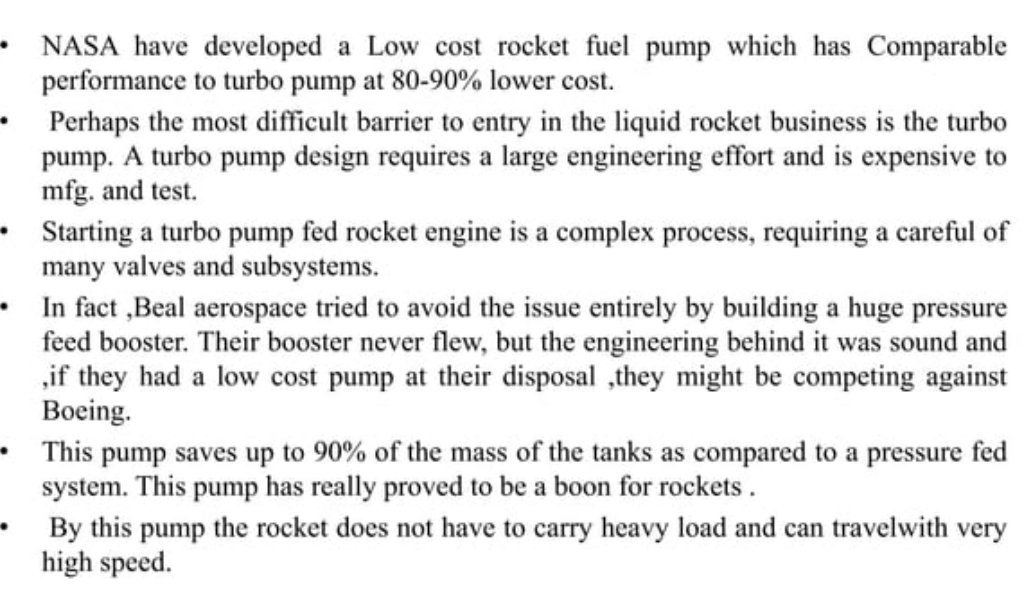 • NASA have developed a Low cost rocket fuel pump which has Comparable
performance to turbo pump at 80-90% lower cost.
• Perhaps the most difficult barrier to entry in the liquid rocket business is the turbo
pump. A turbo pump design requires a large engineering effort and is expensive to
mfg. and test.
• Starting a turbo pump fed rocket engine is a complex process, requiring a careful of
many valves and subsystems.
• In fact ,Beal aerospace tried to avoid the issue entirely by building a huge pressure
feed booster. Their booster never flew, but the engineering behind it was sound and
,if they had a low cost pump at their disposal ,they might be competing against
Boeing.
• This pump saves up to 90% of the mass of the tanks as compared to a pressure fed
system. This pump has really proved to be a boon for rockets .
• By this pump the rocket does not have to carry heavy load and can travelwith very
high speed.